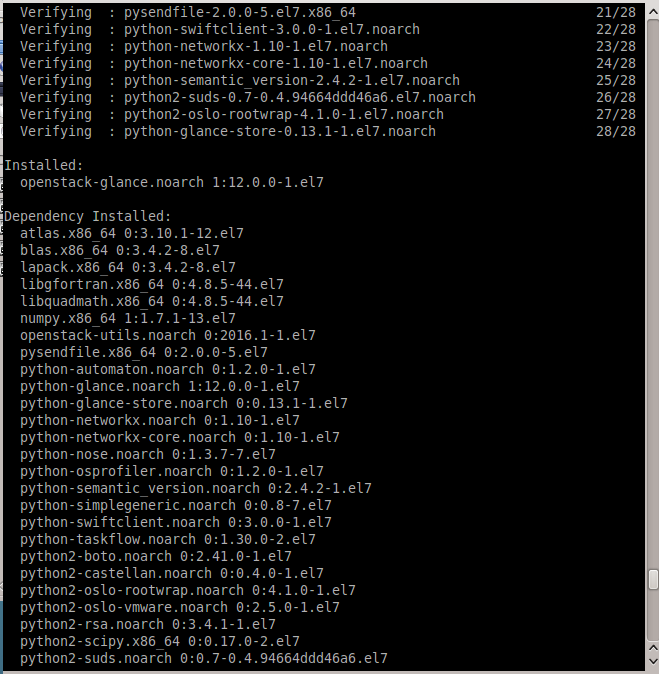 Verifying  : pysendfile-2.0.0-5.el7.x86_64 21/28
Verifying  : python-swiftclient-3.0.0-1.el7.noarch 22/28
Verifying  : python-networkx-1.10-1.el7.noarch 23/28
Verifying  : python-networkx-core-1.10-1.el7.noarch 24/28
Verifying  : python-semantic_version-2.4.2-1.el7.noarch 25/28
Verifying  : python2-suds-0.7-0.4.94664ddd46a6.el7.noarch 26/28
Verifying  : python2-oslo-rootwrap-4.1.0-1.el7.noarch 27/28
Verifying  : python-glance-store-0.13.1-1.el7.noarch 28/28
Installed:
openstack-glance.noarch 1:12.0.0-1.el7
Dependency Installed:
atlas.x86_64 0:3.10.1-12.el7
blas.x86_64 0:3.4.2-8.el7
lapack.x86_64 0:3.4.2-8.el7
libgfortran.x86_64 0:4.8.5-44.el7
libquadmath.x86_64 0:4.8.5-44.el7
numpy.x86_64 1:1.7.1-13.el7
openstack-utils.noarch 0:2016.1-1.el7
pysendfile.x86_64 0:2.0.0-5.el7
python-automaton.noarch 0:1.2.0-1.el7
python-glance.noarch 1:12.0.0-1.el7
python-glance-store.noarch 0:0.13.1-1.el7
python-networkx.noarch 0:1.10-1.el7
python-networkx-core.noarch 0:1.10-1.el7
python-nose.noarch 0:1.3.7-7.el7
python-osprofiler.noarch 0:1.2.0-1.el7
python-semantic_version.noarch 0:2.4.2-1.el7
python-simplegeneric.noarch 0:0.8-7.el7
python-swiftclient.noarch 0:3.0.0-1.el7
python-taskflow.noarch 0:1.30.0-2.el7
python2-boto.noarch 0:2.41.0-1.el7
python2-castellan.noarch 0:0.4.0-1.el7
python2-oslo-rootwrap.noarch 0:4.1.0-1.el7
python2-oslo-vmware.noarch 0:2.5.0-1.el7
python2-rsa.noarch 0:3.4.1-1.el7
python2-scipy.x86_64 0:0.17.0-2.el7
python2-suds.noarch 0:0.7-0.4.94664ddd46a6.el7